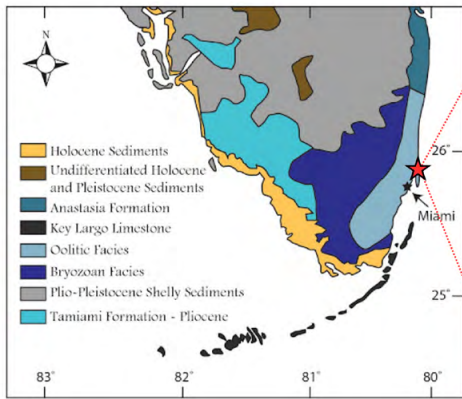 N
Holocene Sediments
Undifferentiated Holocene
and Pleistocene Sediments
Anastasia Formation
Key Largo Limestone
Oolitic Facies
Bryozoan Facies
Plio-Pleistocene Shelly Sediments
Tamiami Formation - Pliocene
26°
Miami
25°
83°
82°
81°
80°